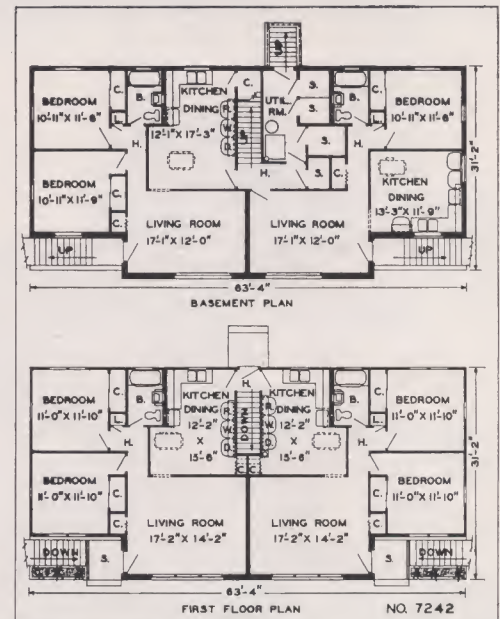 UP
BEDROOM
10'-11" X 11'-6"
C.
L.
B.
H.
KITCHEN
DINING
12'-1" X 17'-3"
C.
R.
W.
D.
UP
UTIL.
RM.
S.
S.
S.
S.
C.
H.
B.
C.
L.
H.
BEDROOM
10'-11" X 11'-6"
BEDROOM
10'-11" X 11'-9"
C.
C.
KITCHEN
DINING
13'-3" X 11'-9"
LIVING ROOM
17'-1" X 12'-0"
LIVING ROOM
17'-1" X 12'-0"
UP
UP
31'-2"
63'-4"
BASEMENT PLAN
BEDROOM
11'-0" X 11'-10"
C.
L.
B.
H.
KITCHEN
DINING
12'-2"
X
15'-6"
R.
W.
D.
H.
DOWN
C.
C.
KITCHEN
DINING
12'-2"
X
15'-6"
R.
W.
D.
B.
C.
L.
H.
BEDROOM
11'-0" X 11'-10"
BEDROOM
11'-0" X 11'-10"
C.
C.
BEDROOM
11'-0" X 11'-10"
C.
C.
LIVING ROOM
17'-2" X 14'-2"
LIVING ROOM
17'-2" X 14'-2"
DOWN
S.
S.
DOWN
31'-2"
63'-4"
FIRST FLOOR PLAN
NO. 7242